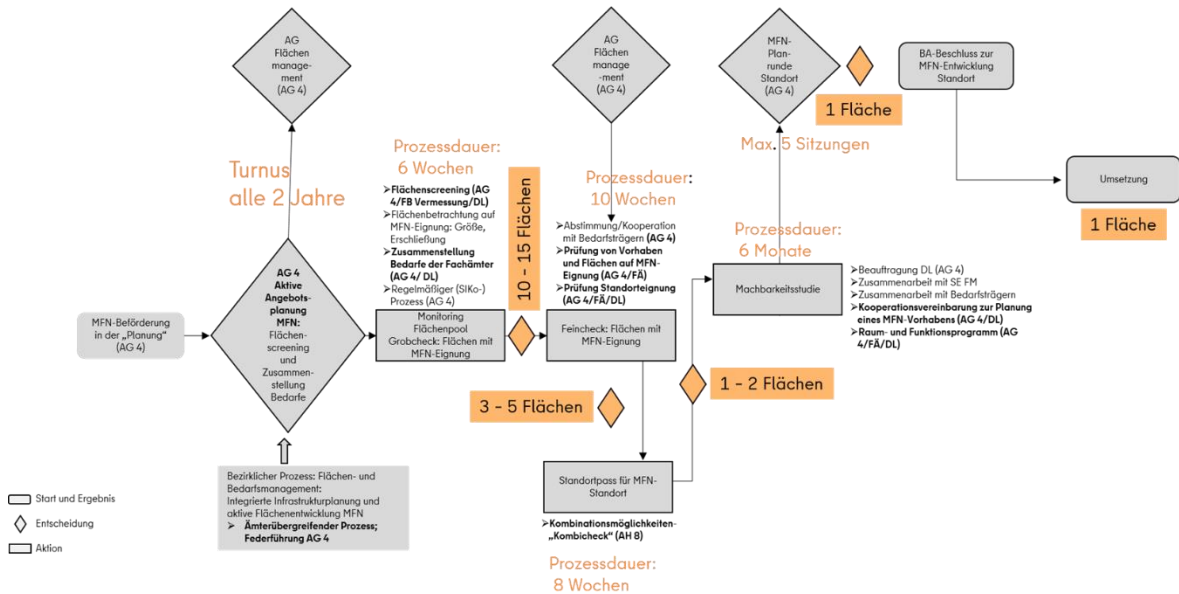 AG
Flächen
manage-
ment
(AG 4)
AG
Flächen
manage
-ment
(AG 4)
MFN-
Plan-
runde
Standort
(AG 4)
1 Fläche
BA-Beschluss zur
MFN-Entwicklung
Standort
Turnus
alle 2 Jahre
Prozessdauer:
6 Wochen
➤Flächenscreening (AG
4/FB Vermessung/DL)
➤Flächenbetrachtung auf
MFN-Eignung: Größe,
Erschließung
➤Zusammenstellung
Bedarfe der Fachämter
(AG 4/ DL)
➤Regelmäßiger (SIKo-)
Prozess (AG 4)
10 - 15 Flächen
Prozessdauer:
10 Wochen
➤Abstimmung/Kooperation
mit Bedarfsträgern (AG 4)
➤Prüfung von Vorhaben
und Flächen auf MFN-
Eignung (AG 4/FÄ)
➤Prüfung Standorteignung
(AG 4/FÄ/DL)
Max. 5 Sitzungen
Prozessdauer:
6 Monate
Umsetzung
1 Fläche
MFN-Beförderung
in der „Planung"
(AG 4)
AG 4
Aktive
Angebots-
planung
MFN:
Flächen-
screening
und
Zusammen-
stellung
Bedarfe
Monitoring
Flächenpool
Grobcheck: Flächen mit
MFN-Eignung
Feincheck: Flächen mit
MFN-Eignung
Machbarkeitsstudie
➤Beauftragung DL (AG 4)
➤Zusammenarbeit mit SE FM
➤Zusammenarbeit mit Bedarfsträgern
➤Kooperationsvereinbarung zur Planung
eines MFN-Vorhabens (AG 4/DL)
➤Raum- und Funktionsprogramm (AG
4/FÄ/DL)
3 - 5 Flächen
1 - 2 Flächen
Bezirklicher Prozess: Flächen- und
Bedarfsmanagement:
Integrierte Infrastrukturplanung und
aktive Flächenentwicklung MFN
➤ Ämterübergreifender Prozess;
Federführung AG 4
Standortpass für MFN-
Standort
➤Kombinationsmöglichkeiten-
„Kombicheck" (AH 8)
Prozessdauer:
8 Wochen
Start und Ergebnis
Entscheidung
Aktion